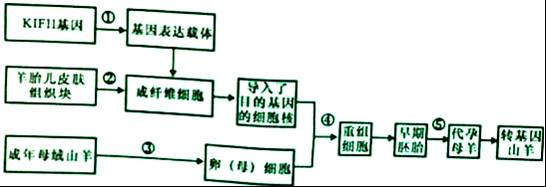 KIFII基因
①
基因表达载体
羊胎儿皮肤
组织块
②
成纤维细胞
导入了
目的基因
的细胞核
④
重组
细胞
早期
胚胎
⑤
代孕
母羊
转基因
山羊
成年母绒山羊
③
卵（母）细胞